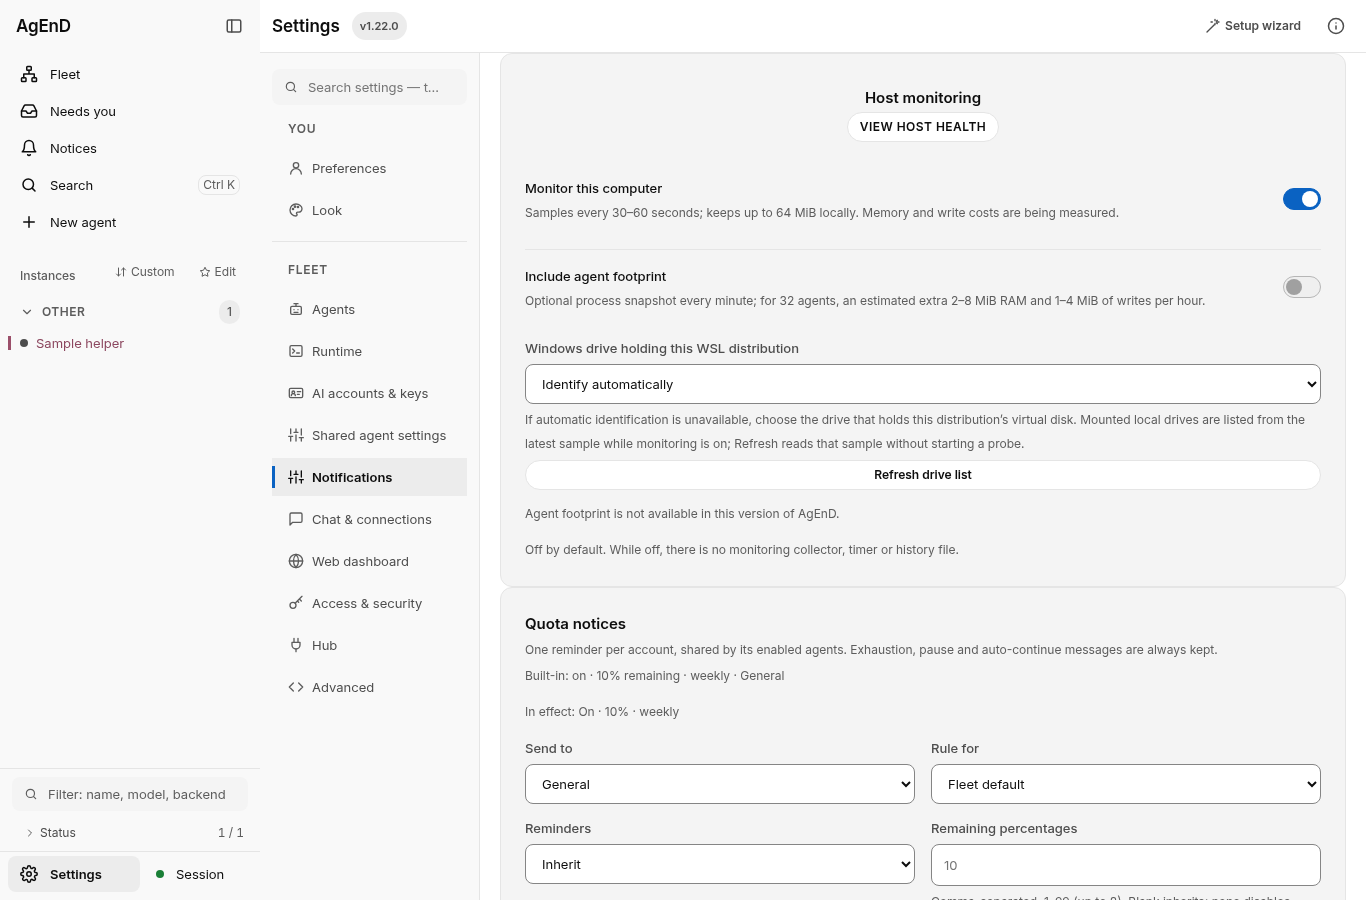 AgEnD
Settings
v1.22.0
Setup wizard
Fleet
Needs you
Notices
Search
Ctrl K
New agent
Instances
Custom
Edit
OTHER
1
Sample helper
Filter: name, model, backend
Status
1 / 1
Settings
Session
Search settings — t…
YOU
Preferences
Look
FLEET
Agents
Runtime
AI accounts & keys
Shared agent settings
Notifications
Chat & connections
Web dashboard
Access & security
Hub
Advanced
Host monitoring
VIEW HOST HEALTH
Monitor this computer
Samples every 30–60 seconds; keeps up to 64 MiB locally. Memory and write costs are being measured.
Include agent footprint
Optional process snapshot every minute; for 32 agents, an estimated extra 2–8 MiB RAM and 1–4 MiB of writes per hour.
Windows drive holding this WSL distribution
Identify automatically
If automatic identification is unavailable, choose the drive that holds this distribution’s virtual disk. Mounted local drives are listed from the
latest sample while monitoring is on; Refresh reads that sample without starting a probe.
Refresh drive list
Agent footprint is not available in this version of AgEnD.
Off by default. While off, there is no monitoring collector, timer or history file.
Quota notices
One reminder per account, shared by its enabled agents. Exhaustion, pause and auto-continue messages are always kept.
Built-in: on · 10% remaining · weekly · General
In effect: On · 10% · weekly
Send to
Rule for
General
Fleet default
Reminders
Remaining percentages
Inherit
10